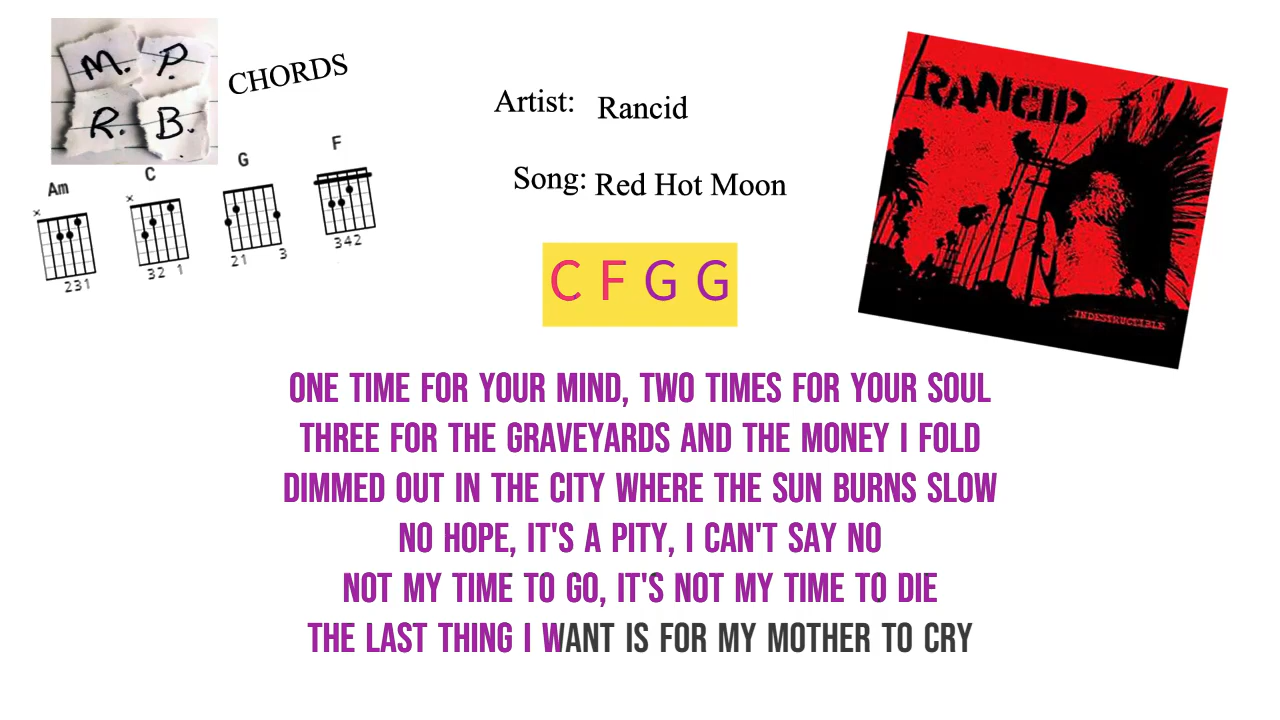 M. P.
R. B.
CHORDS
Artist: Rancid
Song: Red Hot Moon
RANCID
INDESTRUCTIBLE
Am
C
G
F
×
×
231
32 1
21 3
342
C F G G
ONE TIME FOR YOUR MIND, TWO TIMES FOR YOUR SOUL
THREE FOR THE GRAVEYARDS AND THE MONEY I FOLD
DIMMED OUT IN THE CITY WHERE THE SUN BURNS SLOW
NO HOPE, IT'S A PITY, I CAN'T SAY NO
NOT MY TIME TO GO, IT'S NOT MY TIME TO DIE
THE LAST THING I WANT IS FOR MY MOTHER TO CRY